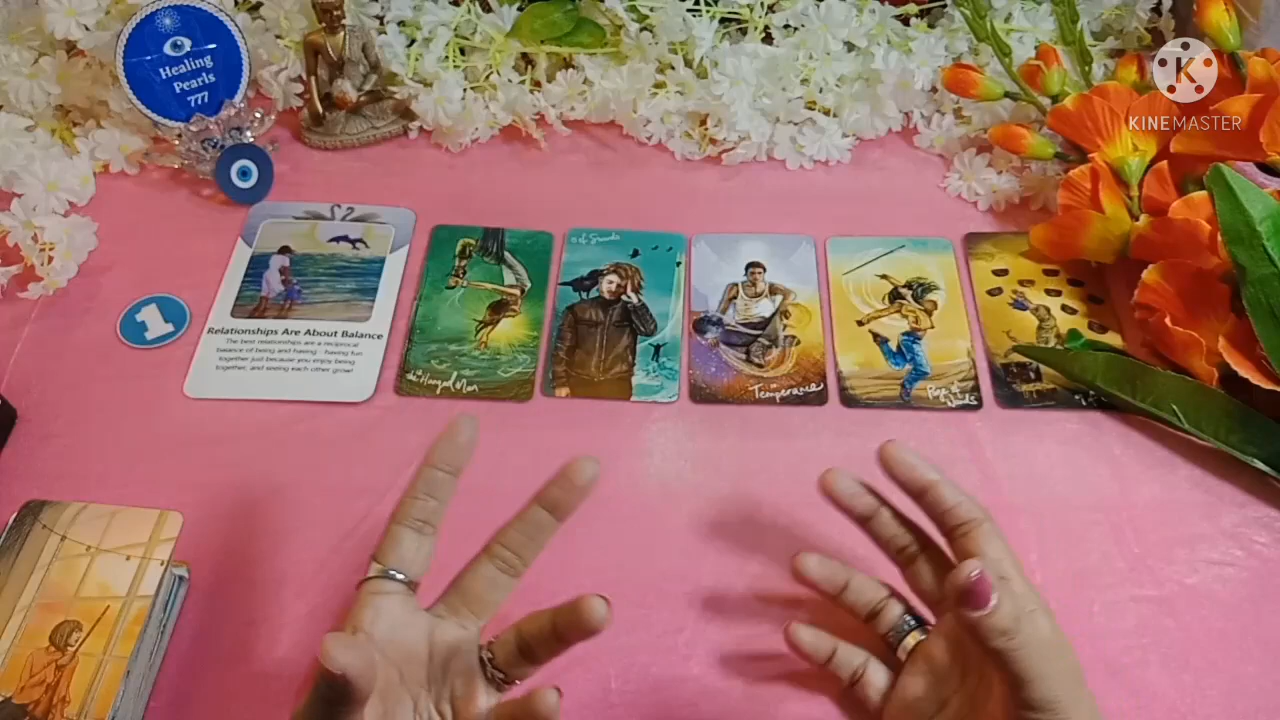 Healing
Pearls
777
KINEMASTER
1
Relationships Are About Balance
The best relationships are a reciprocal
balance of being and having - having fun
together just because you enjoy being
together, and seeing each other grow!
the Hanged Man
Temperance
Page of
Wands